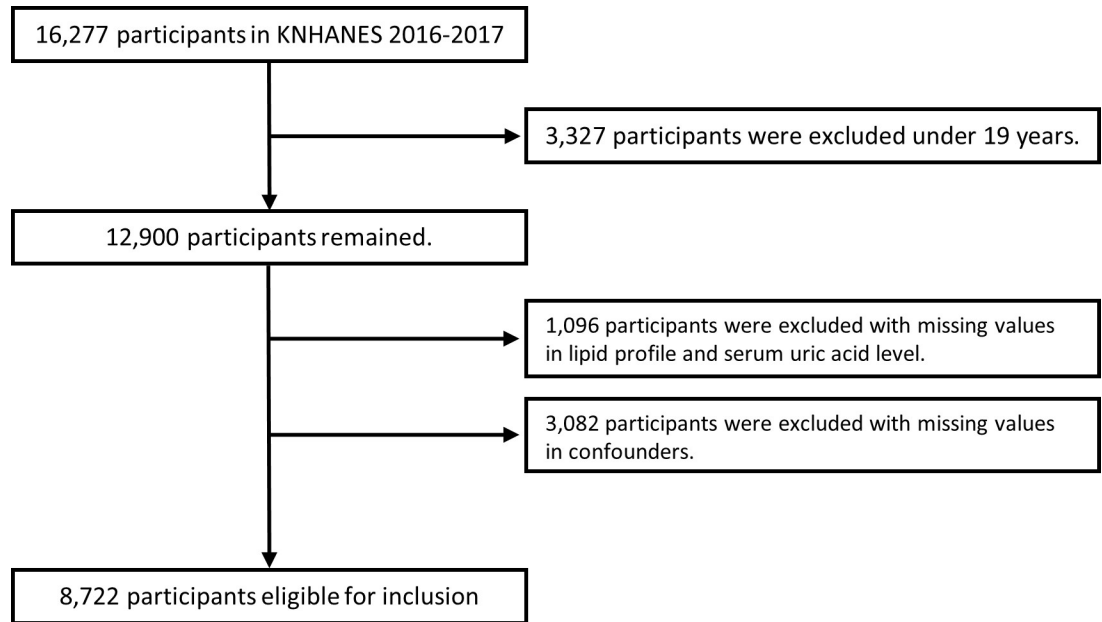 16,277 participants in KNHANES 2016-2017
3,327 participants were excluded under 19 years.
12,900 participants remained.
1,096 participants were excluded with missing values
in lipid profile and serum uric acid level.
3,082 participants were excluded with missing values
in confounders.
8,722 participants eligible for inclusion